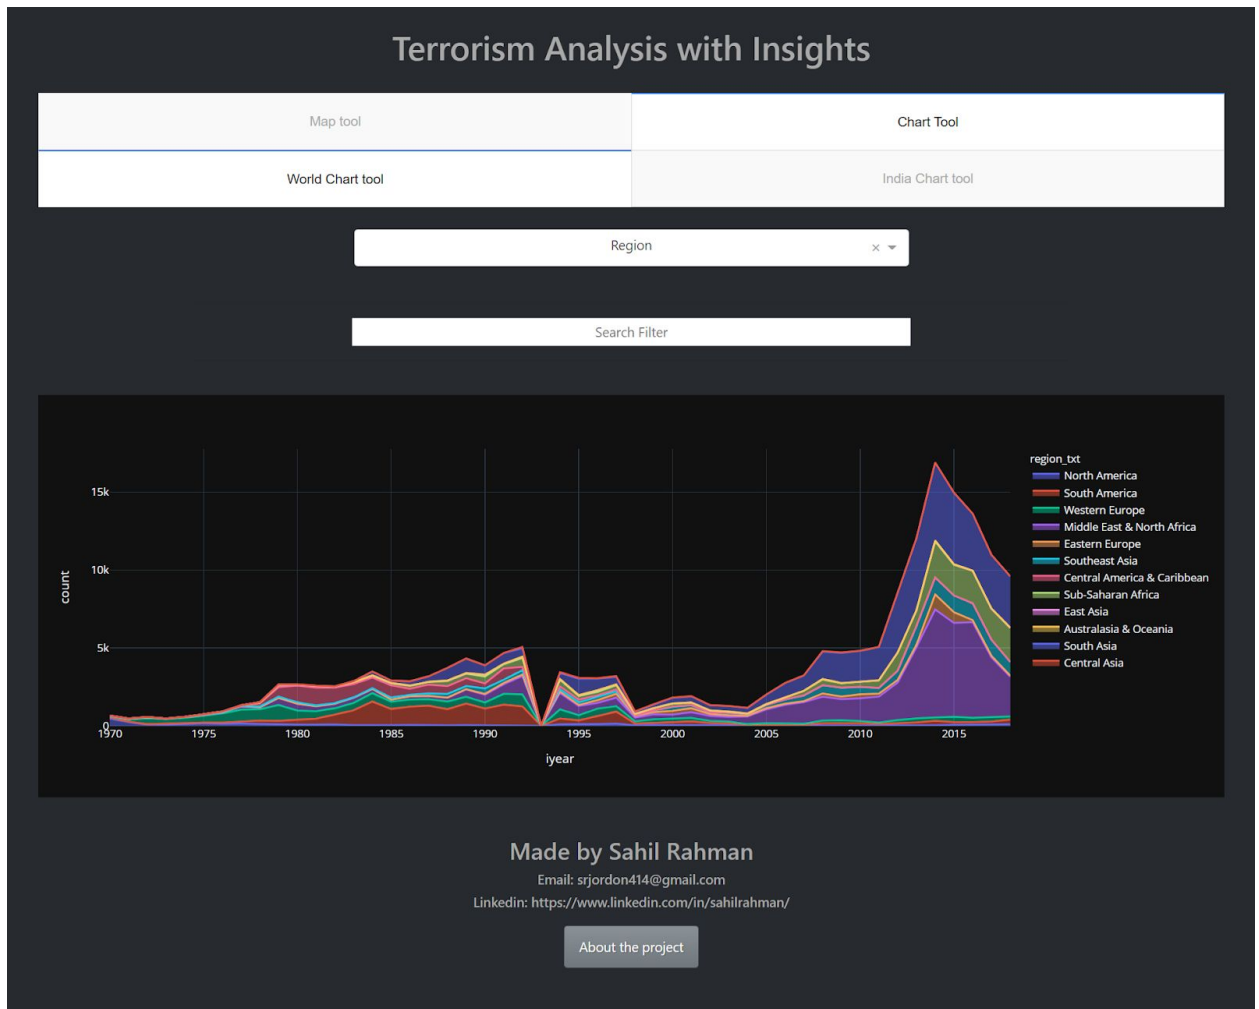 Terrorism Analysis with Insights
Map tool
Chart Tool
World Chart tool
India Chart tool
Region
×
Search Filter
region_txt
North America
South America
Western Europe
Middle East & North Africa
Eastern Europe
Southeast Asia
Central America & Caribbean
Sub-Saharan Africa
East Asia
Australasia & Oceania
South Asia
Central Asia
15k
10k
5k
0
count
1970
1975
1980
1985
1990
1995
2000
2005
2010
2015
iyear
Made by Sahil Rahman
Email: srjordon414@gmail.com
Linkedin: https://www.linkedin.com/in/sahilrahman/
About the project